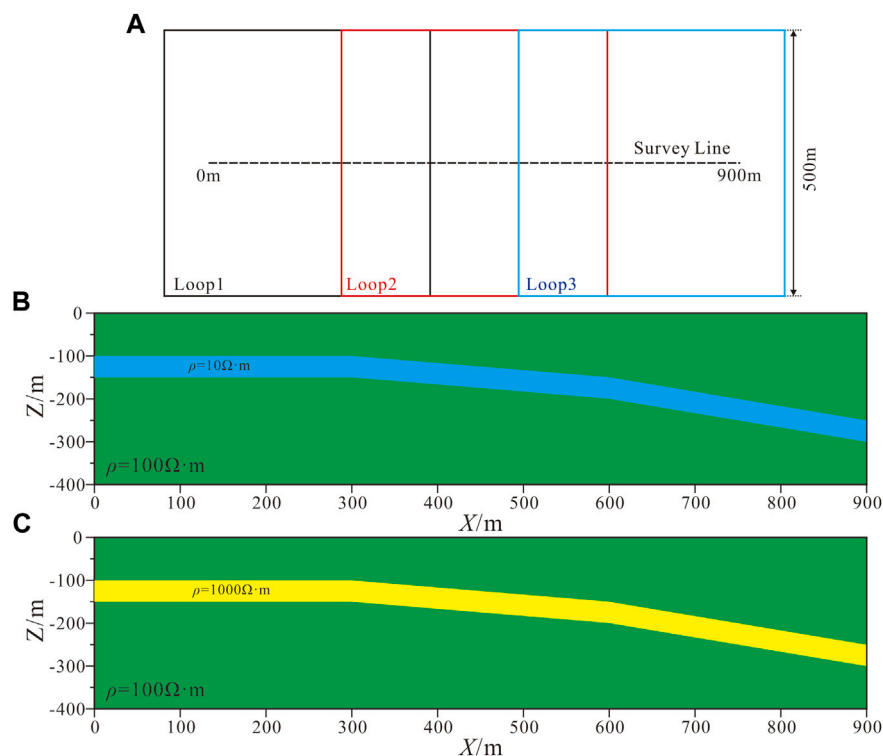 A
Survey Line
0m
900m
500m
Loop1
Loop2
Loop3
B
0
-100
-200
-300
-400
Z/m
ρ=10Ω·m
ρ=100Ω·m
0
100
200
300
400
500
600
700
800
900
X/m
C
0
-100
-200
-300
-400
Z/m
ρ=1000Ω·m
ρ=100Ω·m
0
100
200
300
400
500
600
700
800
900
X/m